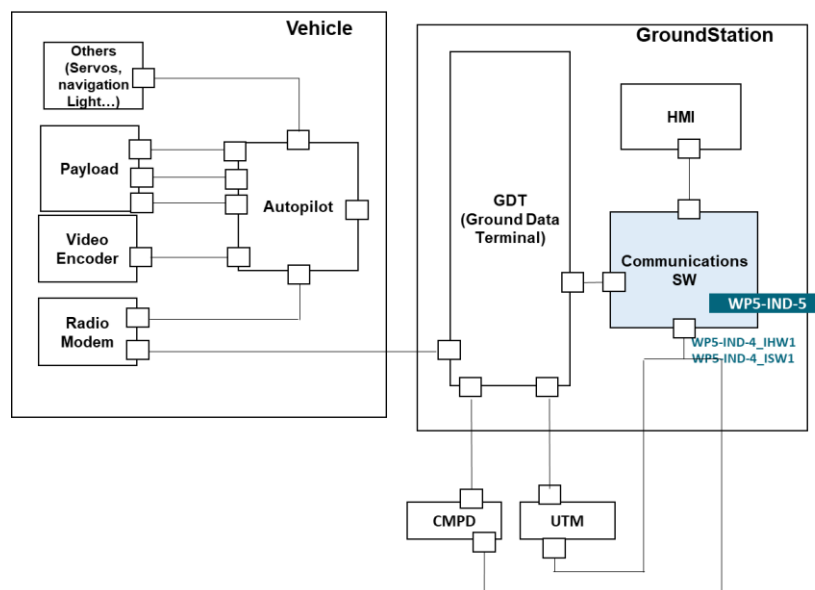 Vehicle
Others
(Servos,
navigation
Light...)
Payload
Autopilot
Video
Encoder
Radio
Modem
GroundStation
HMI
GDT
(Ground Data
Terminal)
Communications
SW
WP5-IND-5
WP5-IND-4_IHW1
WP5-IND-4_ISW1
CMPD
UTM